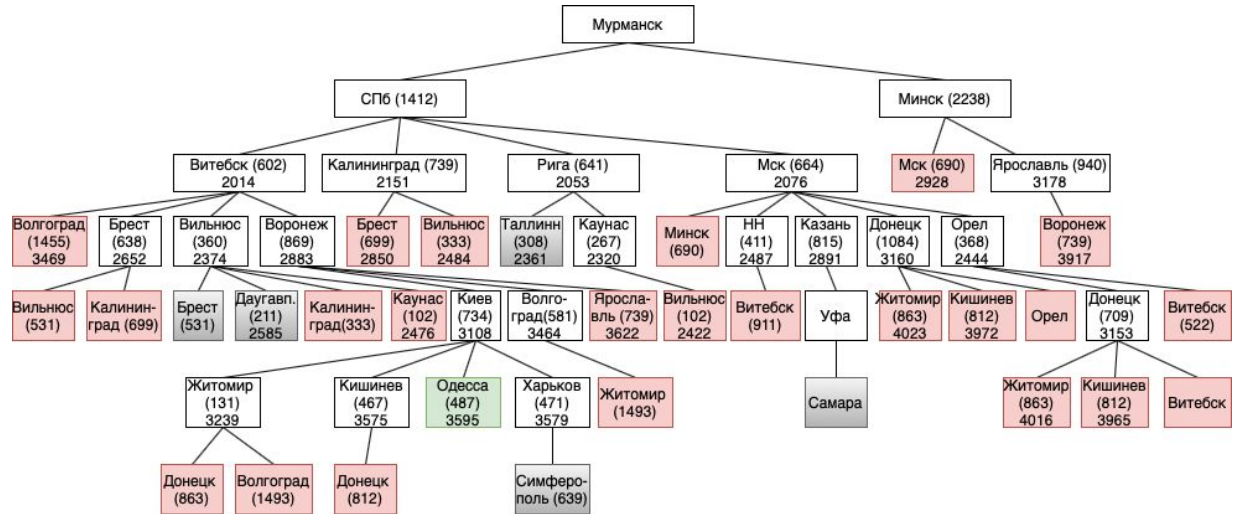 Мурманск
СПб (1412)
Минск (2238)
Витебск (602)
2014
Калининград (739)
2151
Рига (641)
2053
Мск (664)
2076
Мск (690)
2928
Ярославль (940)
3178
Волгоград
(1455)
3469
Брест
(638)
2652
Вильнюс
(360)
2374
Воронеж
(869)
2883
Брест
(699)
2850
Вильнюс
(333)
2484
Таллинн
(308)
2361
Каунас
(267)
2320
Минск
(690)
НН
(411)
2487
Казань
(815)
2891
Донецк
(1084)
3160
Орел
(368)
2444
Воронеж
(739)
3917
Вильнюс
(531)
Калинин-
град (699)
Брест
(531)
Даугавп.
(211)
2585
Калинин-
град(333)
Каунас
(102)
2476
Киев
(734)
3108
Волго-
град(581)
3464
Яросла-
вль (739)
3622
Вильнюс
(102)
2422
Витебск
(911)
Уфа
Житомир
(863)
4023
Кишинев
(812)
3972
Орел
Донецк
(709)
3153
Витебск
(522)
Житомир
(131)
3239
Кишинев
(467)
3575
Одесса
(487)
3595
Харьков
(471)
3579
Житомир
(1493)
Самара
Житомир
(863)
4016
Кишинев
(812)
3965
Витебск
Донецк
(863)
Волгоград
(1493)
Донецк
(812)
Симферо-
поль (639)